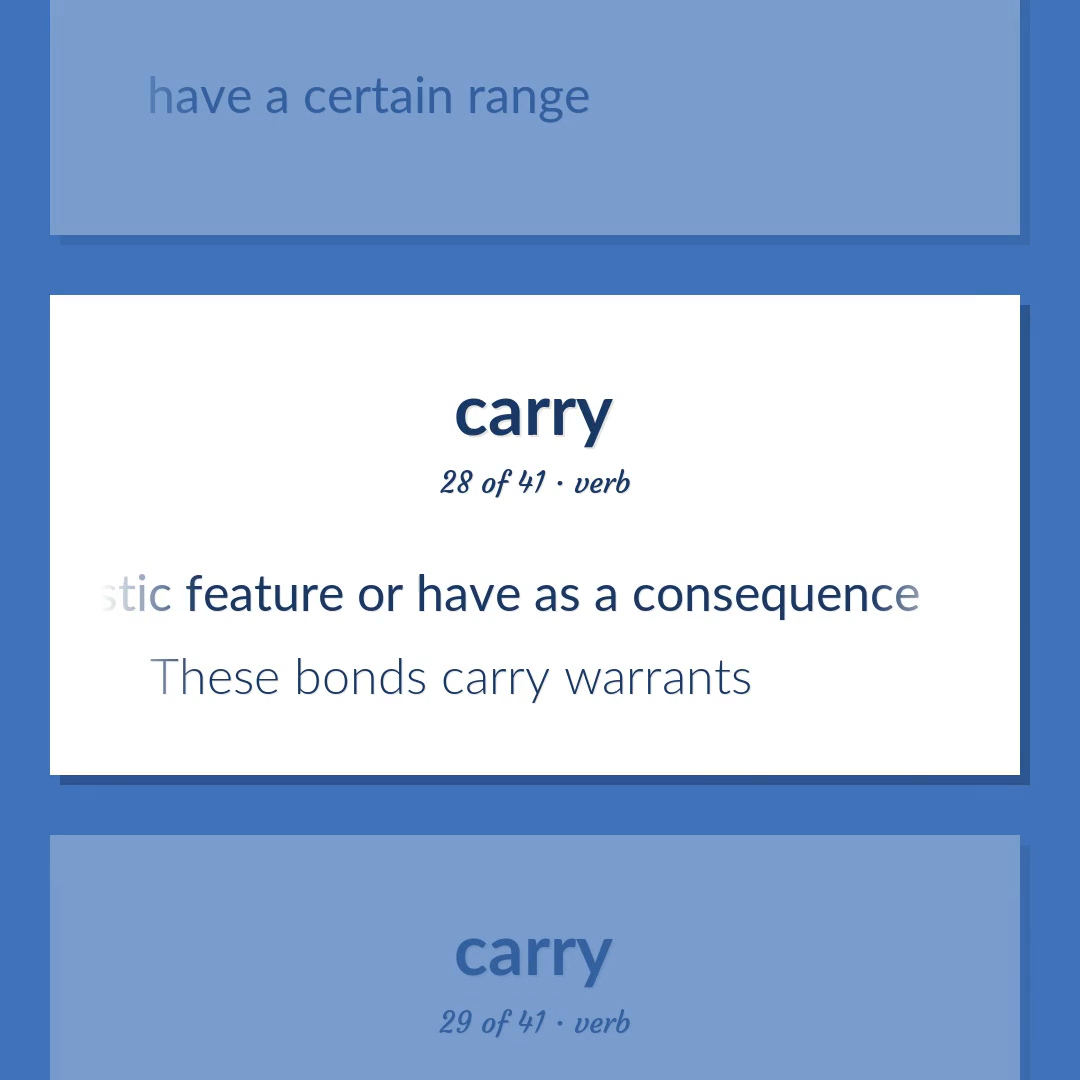 have a certain range
carry
28 of 41 · verb
stic feature or have as a consequence
These bonds carry warrants
carry
29 of 41 · verb